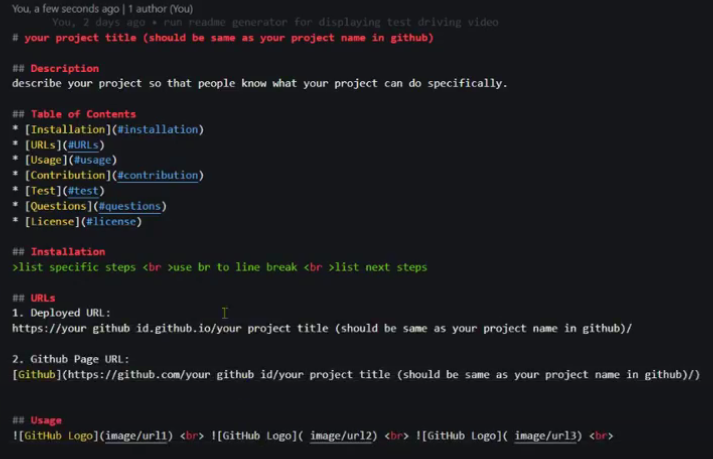 You, a few seconds ago | 1 author (You)
You, 2 days ago • run readme generator for displaying test driving video
# your project title (should be same as your project name in github)
## Description
describe your project so that people know what your project can do specifically.
## Table of Contents
* [Installation](#installation)
* [URLs](#URLs)
* [Usage](#usage)
* [Contribution](#contribution)
* [Test](#test)
* [Questions](#questions)
* [License](#license)
## Installation
>list specific steps <br >use br to line break <br >list next steps
## URLs
1. Deployed URL:
https://your github id.github.io/your project title (should be same as your project name in github)/
2. Github Page URL:
[Github](https://github.com/your github id/your project title (should be same as your project name in github)/)
## Usage
![GitHub Logo](image/url1) <br> ![GitHub Logo]( image/url2) <br> ![GitHub Logo]( image/url3) <br>